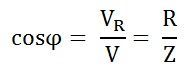 cosφ = V_R/V = R/Z